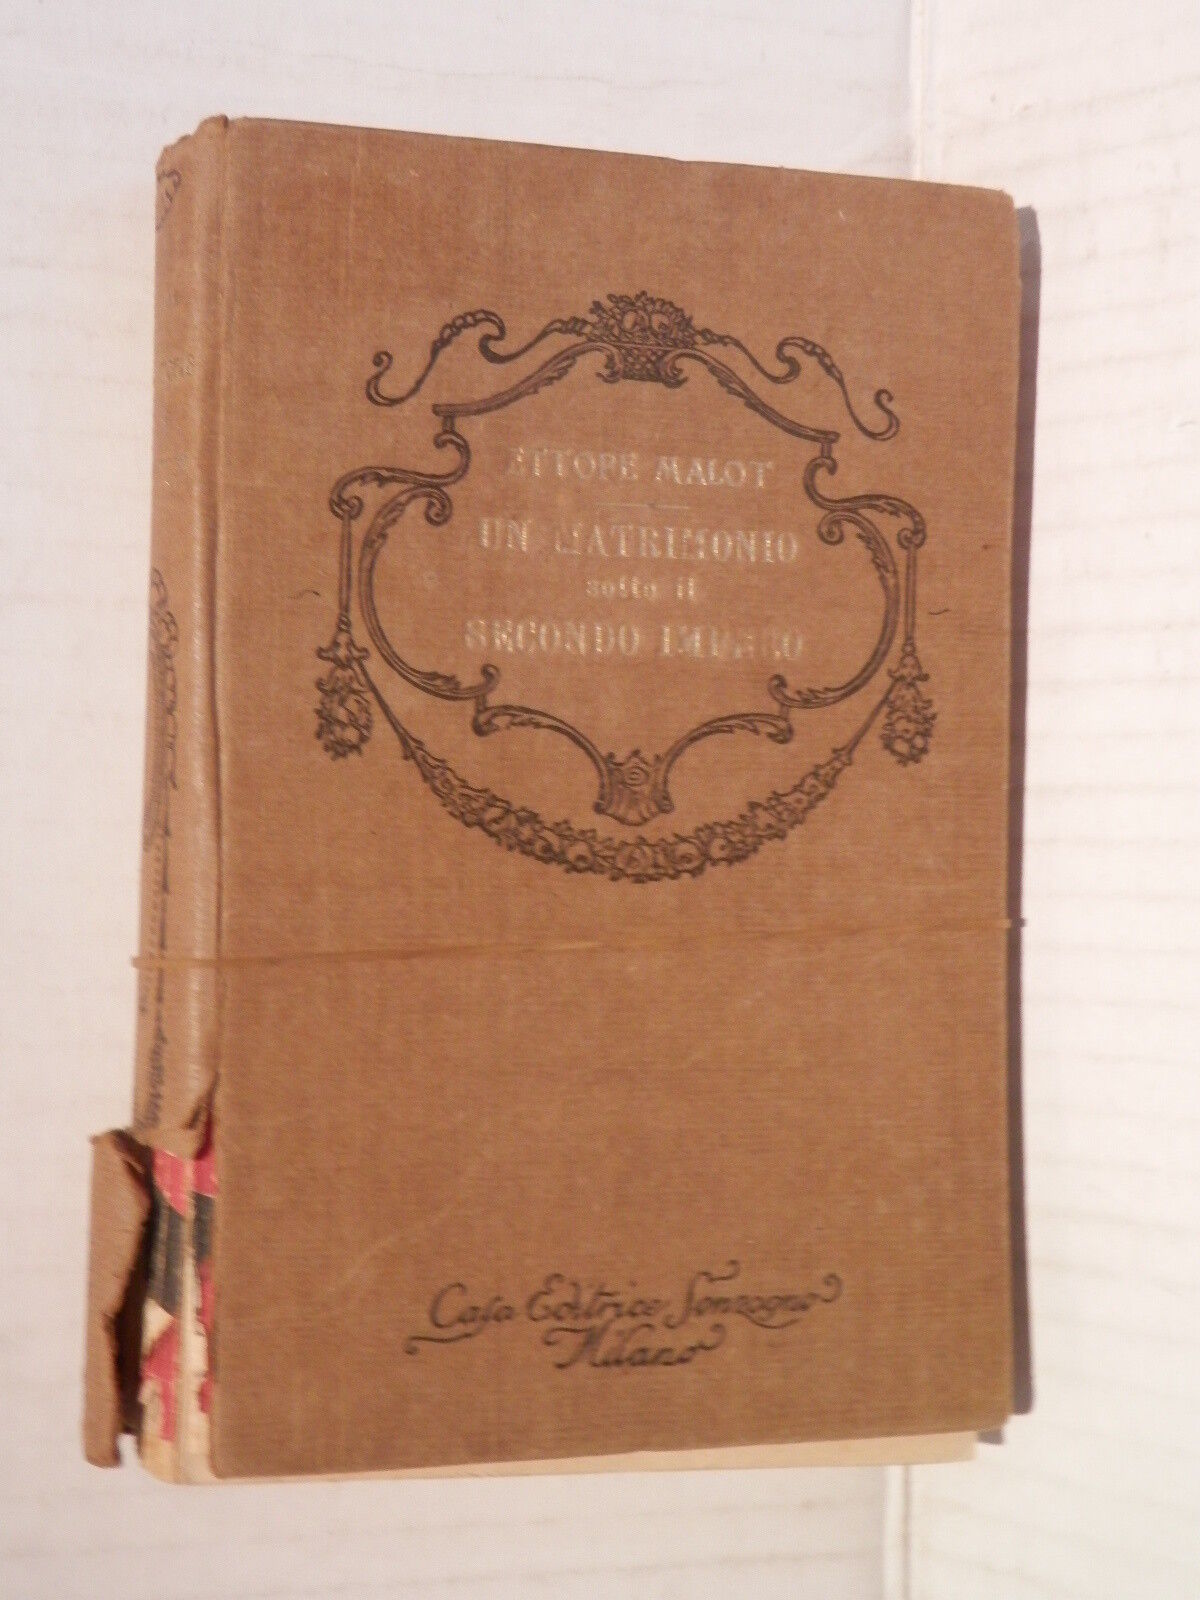 ETTORE MALOT
UN MATRIMONIO
sotto il
SECONDO IMPERO
Casa Editrice Sonzogno
Milano